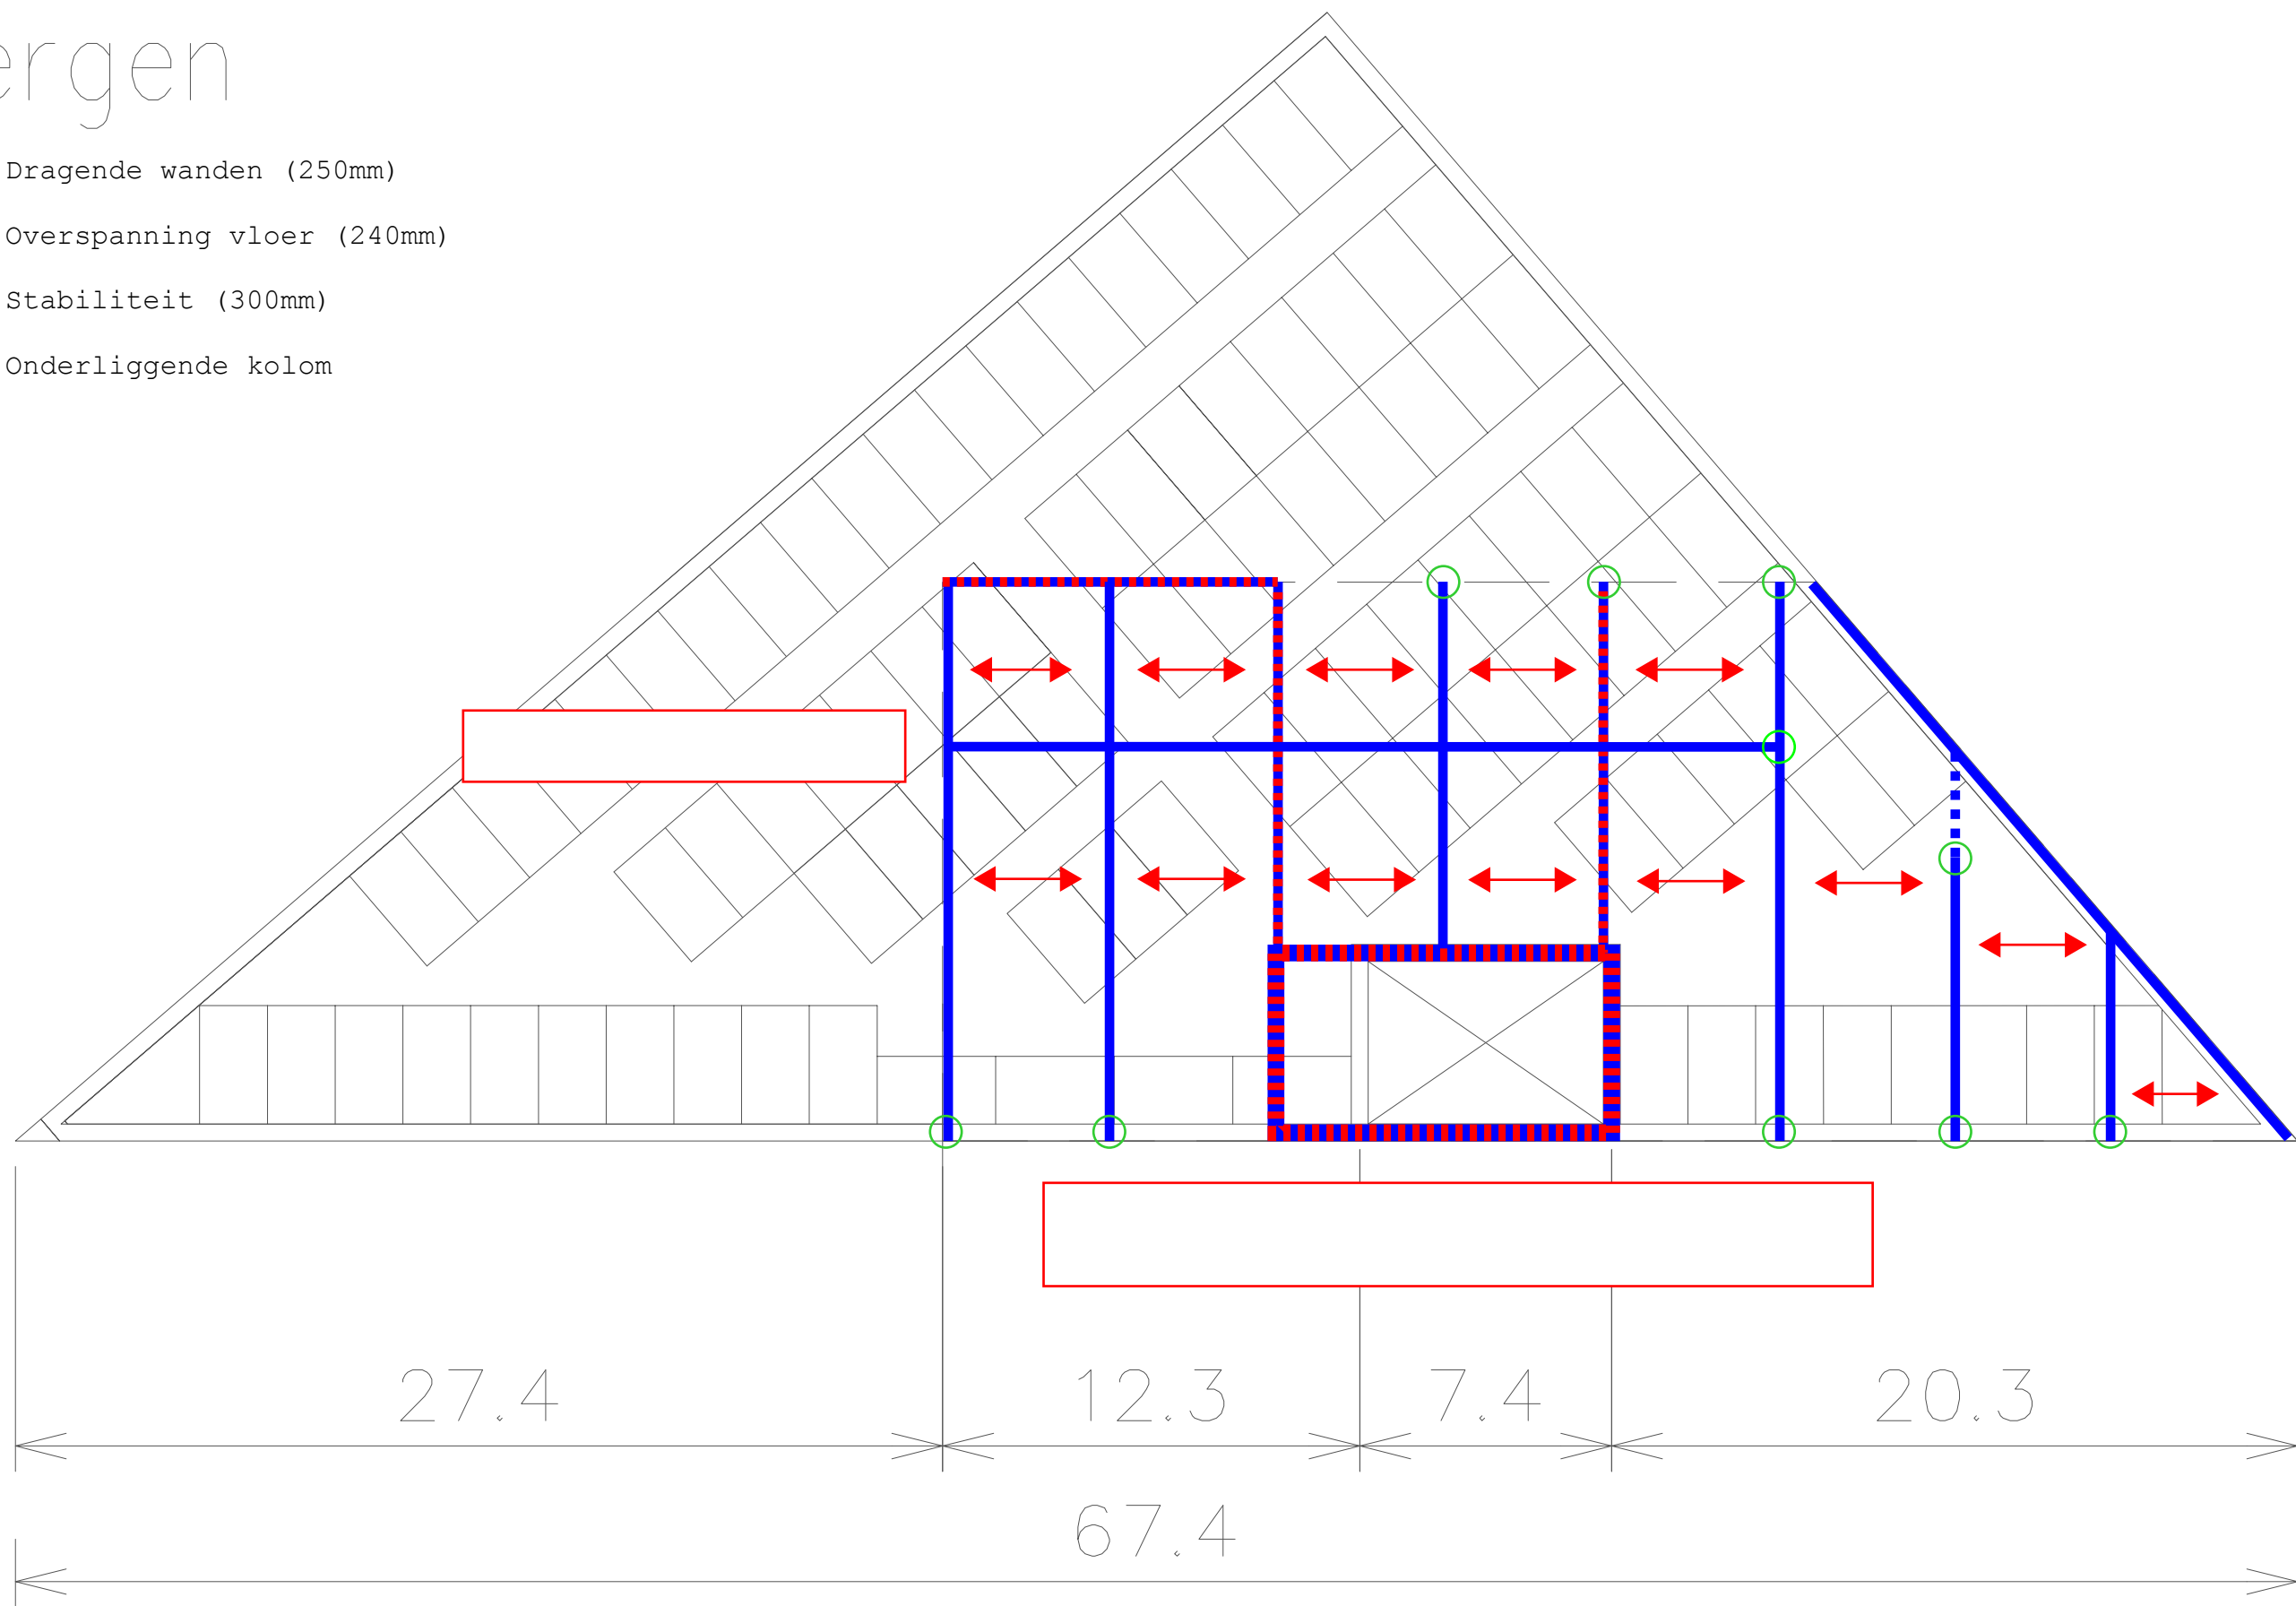 ergen
Dragende wanden (250mm)
Overspanning vloer (240mm)
Stabiliteit (300mm)
Onderliggende kolom
27.4 12.3 7.4 20.3
67.4